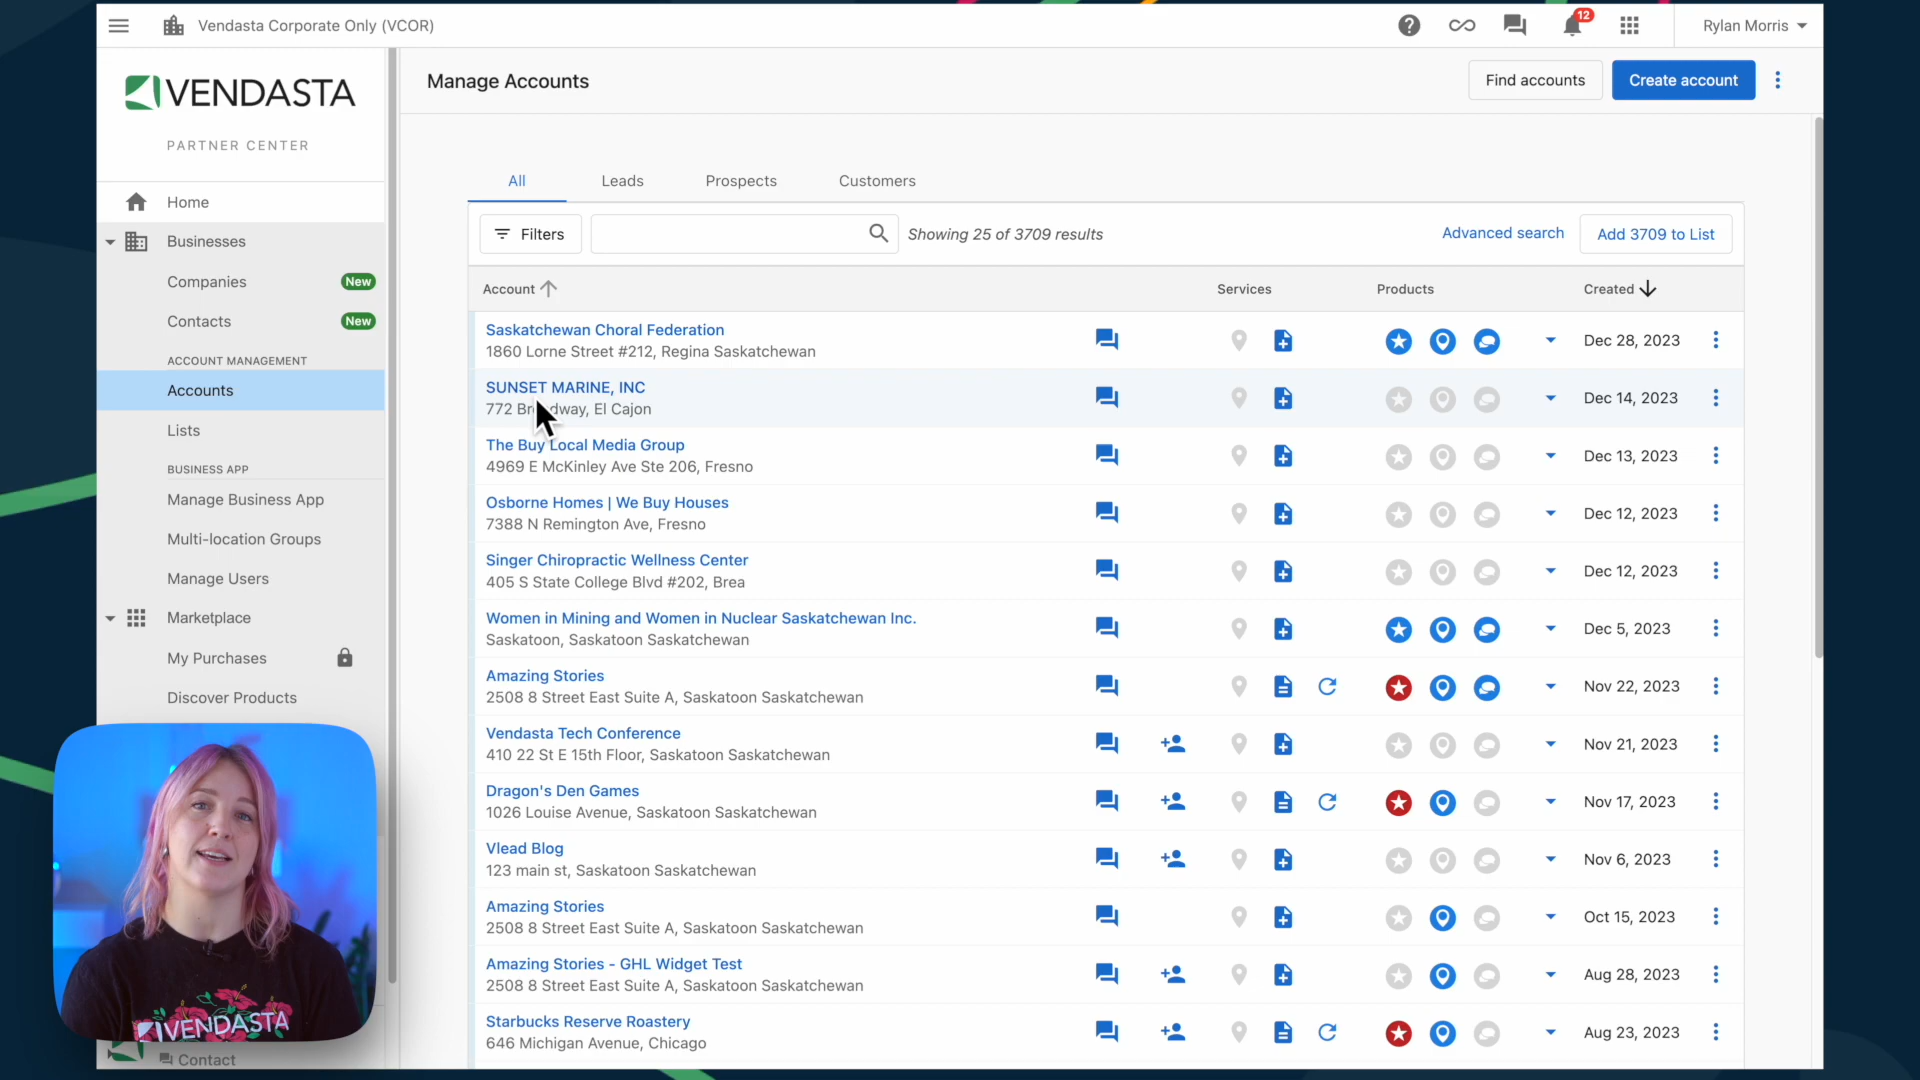 Vendasta Corporate Only (VCOR)
12
Rylan Morris
VENDASTA
PARTNER CENTER
Manage Accounts
Find accounts
Create account
Home
Businesses
Companies
New
Contacts
New
ACCOUNT MANAGEMENT
Accounts
Lists
BUSINESS APP
Manage Business App
Multi-location Groups
Manage Users
Marketplace
My Purchases
Discover Products
Contact
All
Leads
Prospects
Customers
Filters
Showing 25 of 3709 results
Advanced search
Add 3709 to List
Account
Services
Products
Created
Saskatchewan Choral Federation
1860 Lorne Street #212, Regina Saskatchewan
Dec 28, 2023
SUNSET MARINE, INC
772 Broadway, El Cajon
Dec 14, 2023
The Buy Local Media Group
4969 E McKinley Ave Ste 206, Fresno
Dec 13, 2023
Osborne Homes | We Buy Houses
7388 N Remington Ave, Fresno
Dec 12, 2023
Singer Chiropractic Wellness Center
405 S State College Blvd #202, Brea
Dec 12, 2023
Women in Mining and Women in Nuclear Saskatchewan Inc.
Saskatoon, Saskatoon Saskatchewan
Dec 5, 2023
Amazing Stories
2508 8 Street East Suite A, Saskatoon Saskatchewan
Nov 22, 2023
Vendasta Tech Conference
410 22 St E 15th Floor, Saskatoon Saskatchewan
Nov 21, 2023
Dragon's Den Games
1026 Louise Avenue, Saskatoon Saskatchewan
Nov 17, 2023
Vlead Blog
123 main st, Saskatoon Saskatchewan
Nov 6, 2023
Amazing Stories
2508 8 Street East Suite A, Saskatoon Saskatchewan
Oct 15, 2023
Amazing Stories - GHL Widget Test
2508 8 Street East Suite A, Saskatoon Saskatchewan
Aug 28, 2023
Starbucks Reserve Roastery
646 Michigan Avenue, Chicago
Aug 23, 2023
VENDASTA